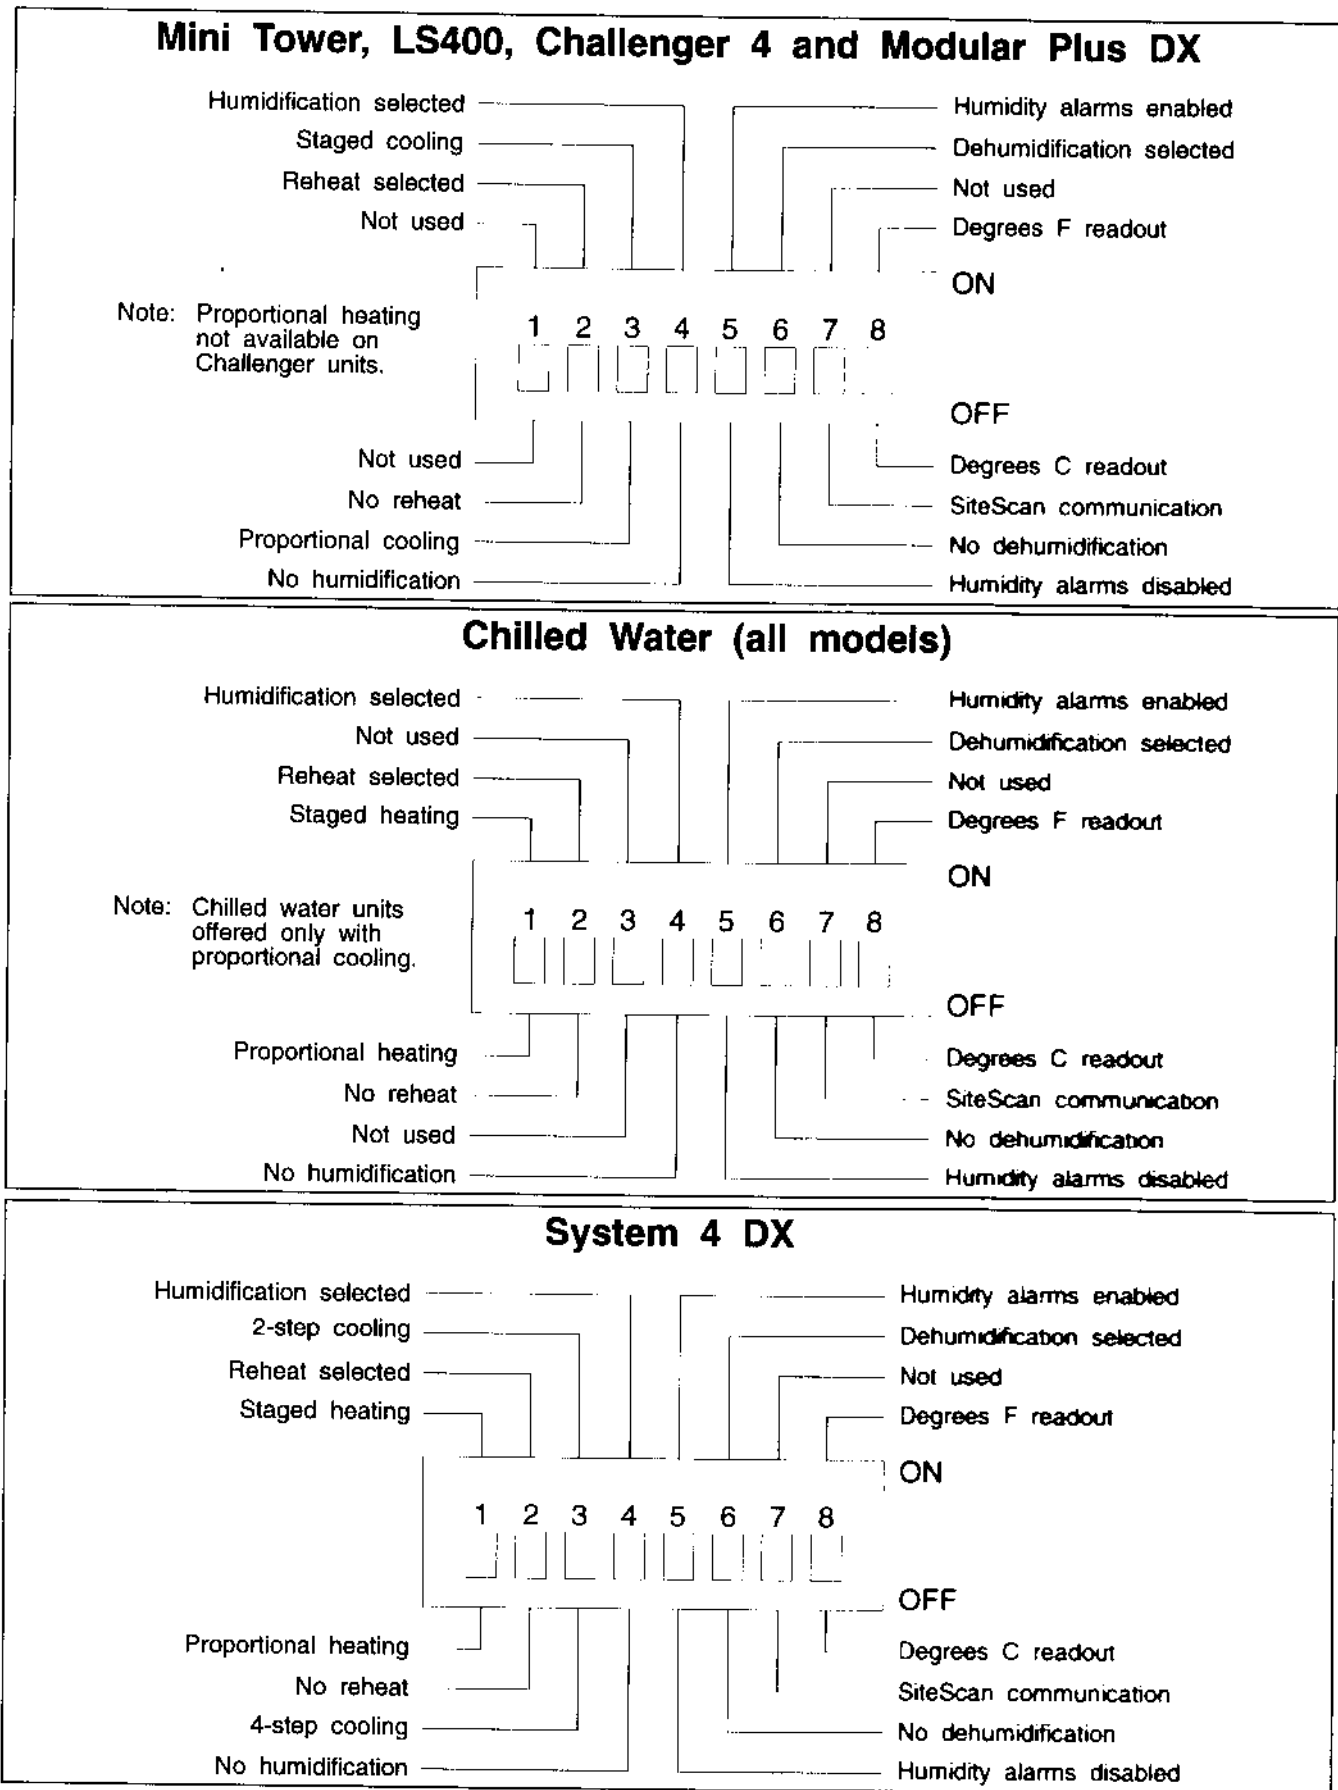 Mini Tower, LS400, Challenger 4 and Modular Plus DX
Humidification selected
Staged cooling
Reheat selected
Not used
Humidity alarms enabled
Dehumidification selected
Not used
Degrees F readout
ON
Note: Proportional heating
not available on
Challenger units.
1 2 3 4 5 6 7 8
OFF
Not used
No reheat
Proportional cooling
No humidification
Degrees C readout
SiteScan communication
No dehumidification
Humidity alarms disabled
Chilled Water (all models)
Humidification selected
Not used
Reheat selected
Staged heating
Humidity alarms enabled
Dehumidification selected
Not used
Degrees F readout
ON
Note: Chilled water units
offered only with
proportional cooling.
1 2 3 4 5 6 7 8
OFF
Proportional heating
No reheat
Not used
No humidification
Degrees C readout
SiteScan communication
No dehumidification
Humidity alarms disabled
System 4 DX
Humidification selected
2-step cooling
Reheat selected
Staged heating
Humidity alarms enabled
Dehumidification selected
Not used
Degrees F readout
ON
1 2 3 4 5 6 7 8
OFF
Proportional heating
No reheat
4-step cooling
No humidification
Degrees C readout
SiteScan communication
No dehumidification
Humidity alarms disabled